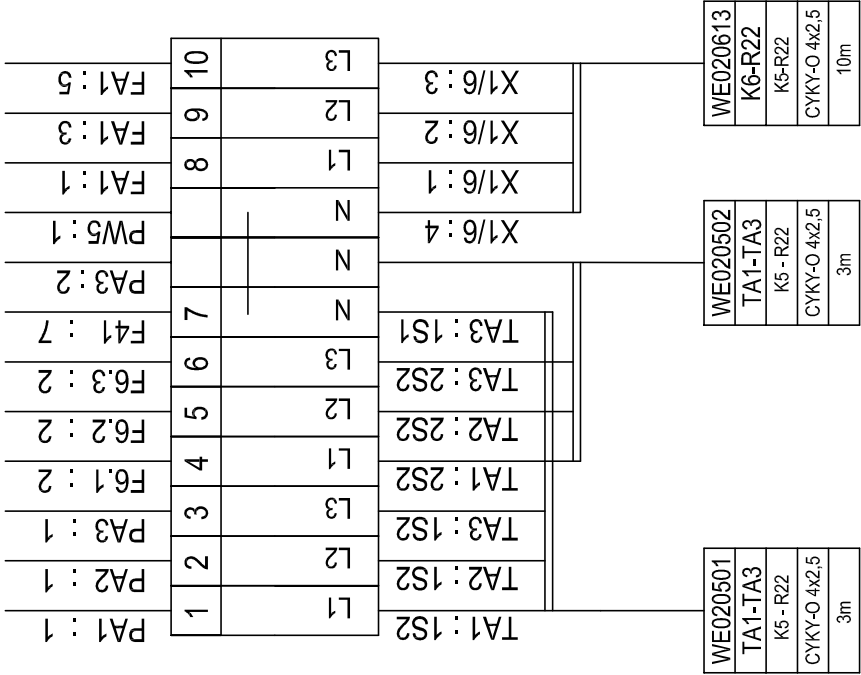 FA1 : 5
10
L3
X1/6 : 3
FA1 : 3
9
L2
X1/6 : 2
FA1 : 1
8
L1
X1/6 : 1
PW5 : 1
N
X1/6 : 4
PA3 : 2
N
F41 : 7
7
N
TA3 : 1S1
F6.3 : 2
6
L3
TA3 : 2S2
F6.2 : 2
5
L2
TA2 : 2S2
F6.1 : 2
4
L1
TA1 : 2S2
PA3 : 1
3
L3
TA3 : 1S2
PA2 : 1
2
L2
TA2 : 1S2
PA1 : 1
1
L1
TA1 : 1S2
WE020613
K6-R22
K5-R22
CYKY-O 4x2,5
10m
WE020502
TA1-TA3
K5 - R22
CYKY-O 4x2,5
3m
WE020501
TA1-TA3
K5 - R22
CYKY-O 4x2,5
3m